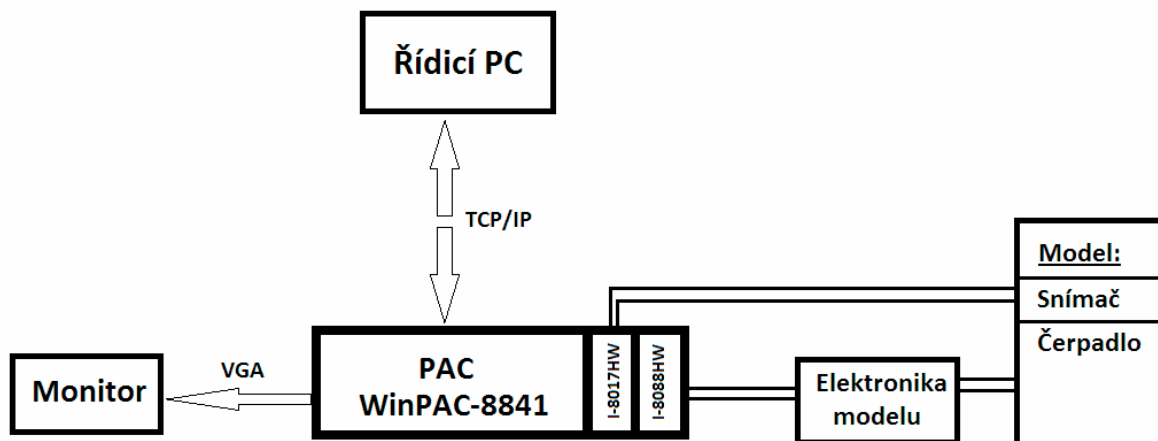 Řídicí PC
TCP/IP
Model:
Snímač
Čerpadlo
VGA
Monitor
PAC
WinPAC-8841
I-8017HW
I-8088HW
Elektronika
modelu